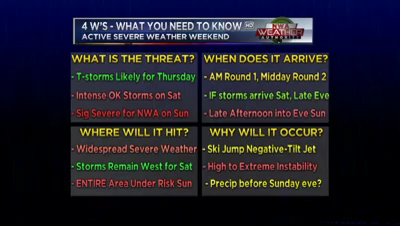 4 W'S - WHAT YOU NEED TO KNOW
ACTIVE SEVERE WEATHER WEEKEND
NWA
WEATHER
AUTHORITY
WHAT IS THE THREAT?
- T-storms Likely for Thursday
- Intense OK Storms on Sat
- Sig Severe for NWA on Sun
WHEN DOES IT ARRIVE?
- AM Round 1, Midday Round 2
- IF storms arrive Sat, Late Eve
- Late Afternoon into Eve Sun
WHERE WILL IT HIT?
- Widespread Severe Weather
- Storms Remain West for Sat
- ENTIRE Area Under Risk Sun
WHY WILL IT OCCUR?
- Ski Jump Negative-Tilt Jet
- High to Extreme Instability
- Precip before Sunday eve?